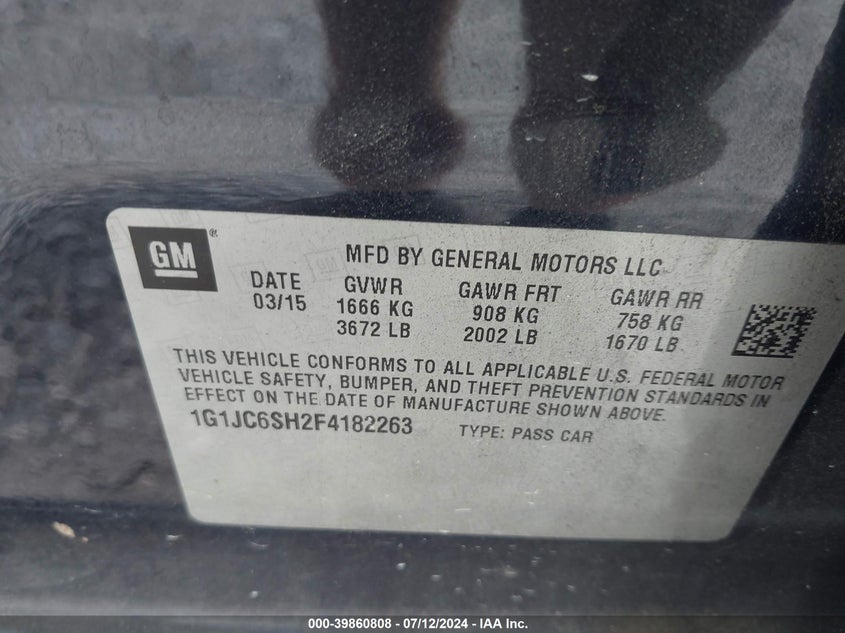 GM®
MFD BY GENERAL MOTORS LLC
DATE GVWR GAWR FRT GAWR RR
03/15 1666 KG 908 KG 758 KG
3672 LB 2002 LB 1670 LB
THIS VEHICLE CONFORMS TO ALL APPLICABLE U.S. FEDERAL MOTOR
VEHICLE SAFETY, BUMPER, AND THEFT PREVENTION STANDARDS IN
EFFECT ON THE DATE OF MANUFACTURE SHOWN ABOVE.
1G1JC6SH2F4182263 TYPE: PASS CAR
000-39860808 - 07/12/2024 - IAA Inc.